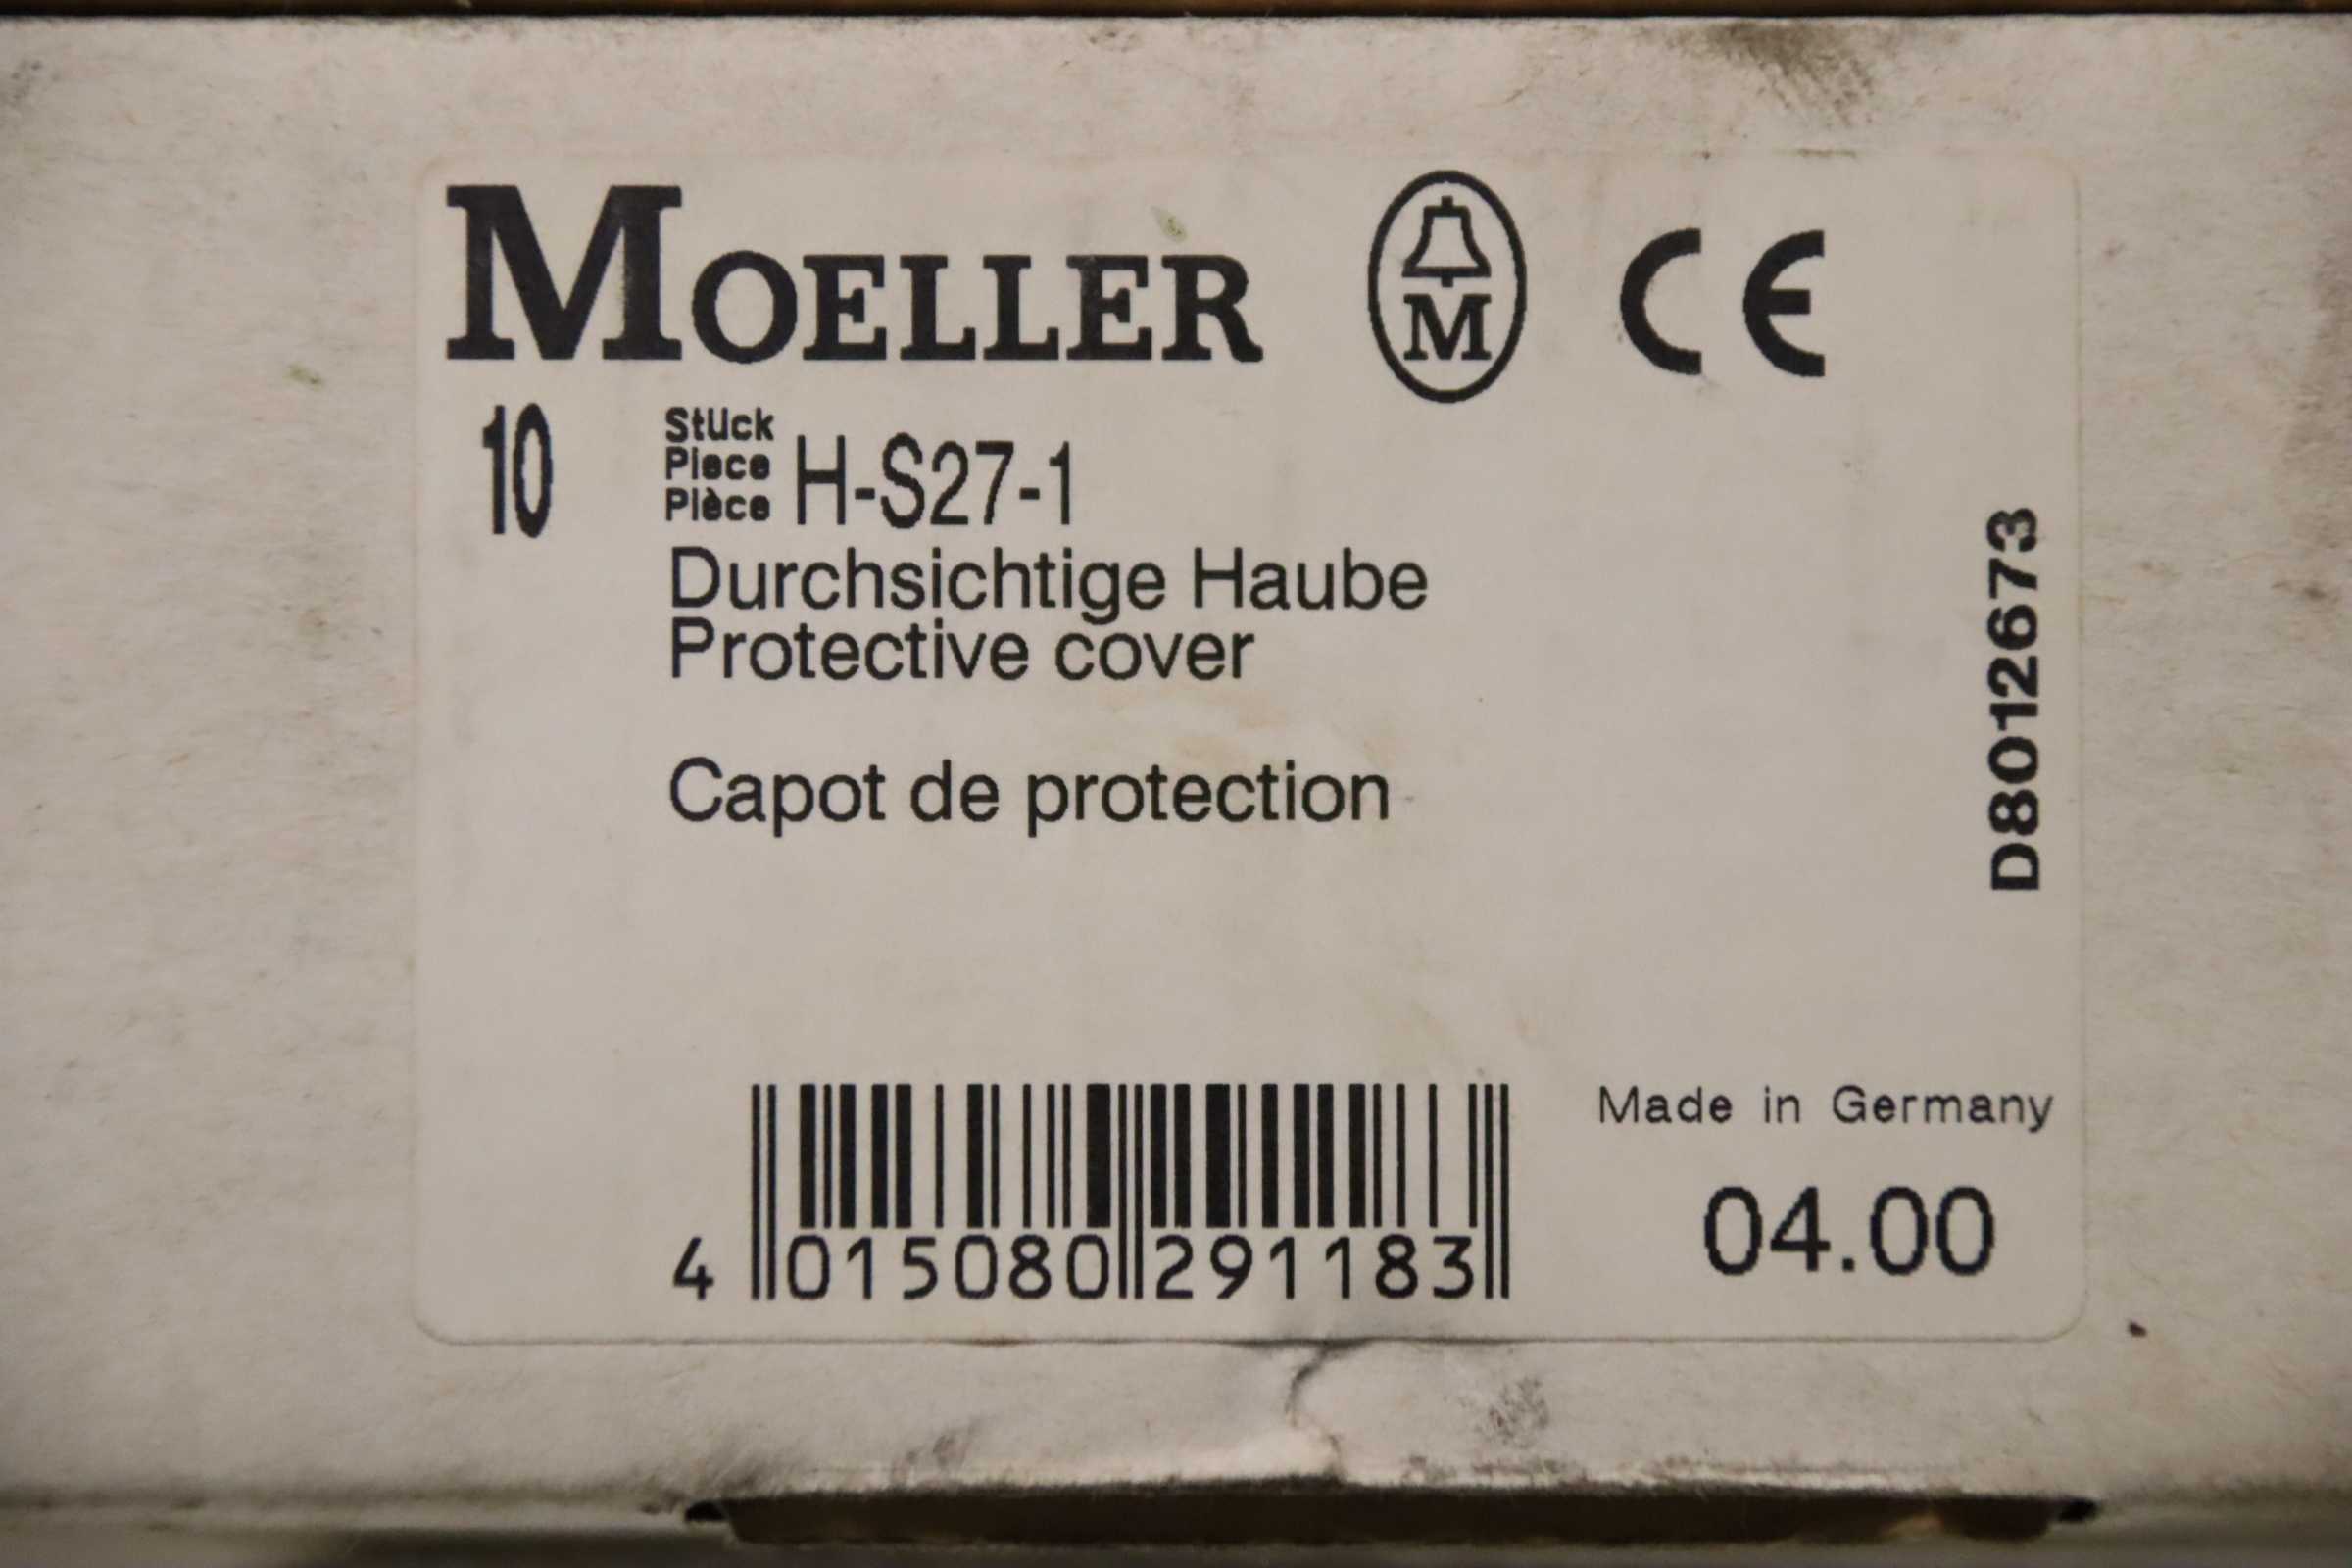 MOELLER
M
CE
10
Stück
Piece
Pièce
H-S27-1
Durchsichtige Haube
Protective cover
Capot de protection
D8012673
Made in Germany
04.00
4 015080 291183